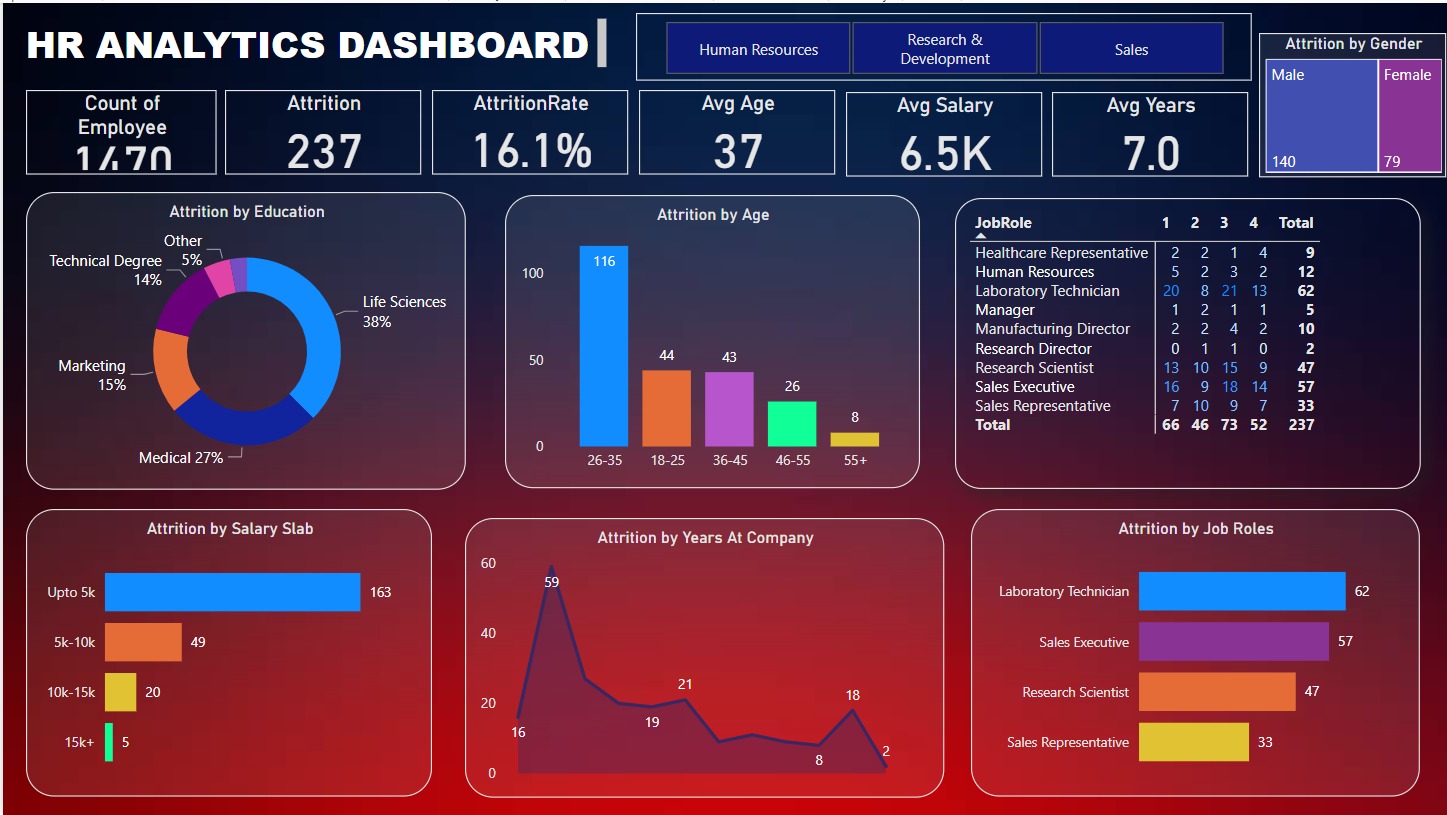 HR ANALYTICS DASHBOARD
Human Resources
Research &
Development
Sales
Attrition by Gender
Male
Female
140
79
Count of
Employee
1470
Attrition
237
AttritionRate
16.1%
Avg Age
37
Avg Salary
6.5K
Avg Years
7.0
Attrition by Education
Other
5%
Technical Degree
14%
Life Sciences
38%
Marketing
15%
Medical 27%
Attrition by Age
100
50
0
116
44
43
26
8
26-35
18-25
36-45
46-55
55+
JobRole 1 2 3 4 Total
Healthcare Representative 2 2 1 4 9
Human Resources 5 2 3 2 12
Laboratory Technician 20 8 21 13 62
Manager 1 2 1 1 5
Manufacturing Director 2 2 4 2 10
Research Director 0 1 1 0 2
Research Scientist 13 10 15 9 47
Sales Executive 16 9 18 14 57
Sales Representative 7 10 9 7 33
Total 66 46 73 52 237
Attrition by Salary Slab
Upto 5k 163
5k-10k 49
10k-15k 20
15k+ 5
Attrition by Years At Company
60
40
20
0
16
59
19
21
8
18
2
Attrition by Job Roles
Laboratory Technician 62
Sales Executive 57
Research Scientist 47
Sales Representative 33